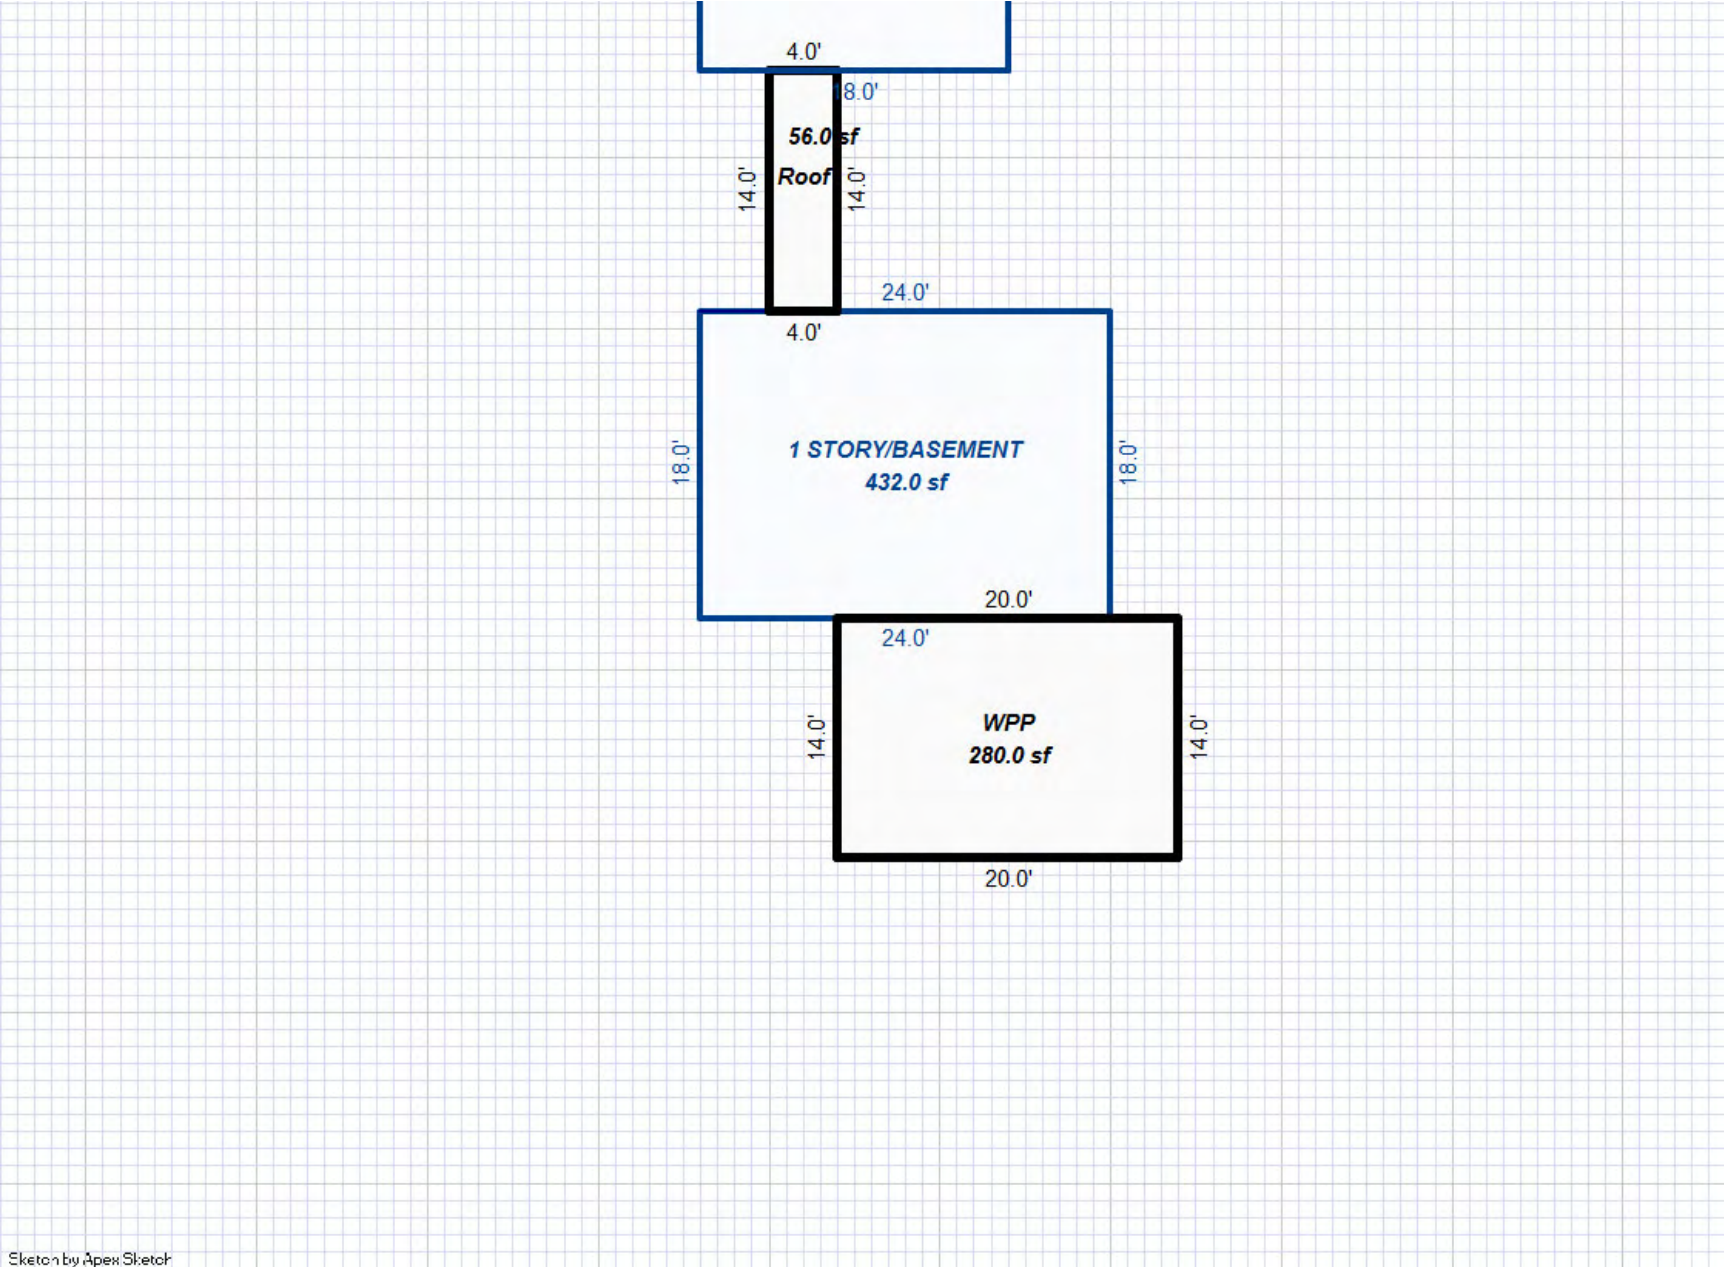 4.0'
18.0'
56.0 sf
Roof
14.0'
14.0'
24.0'
4.0'
1 STORY/BASEMENT
432.0 sf
18.0'
18.0'
20.0'
24.0'
WPP
280.0 sf
14.0'
14.0'
20.0'
Sketch by Apex Sketch